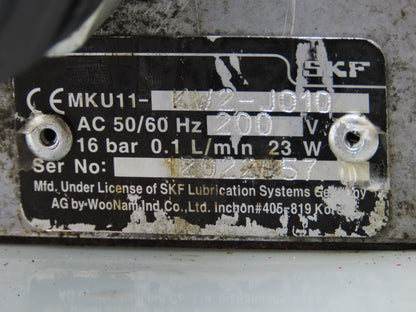 SKF
CE MKU11-KW2-J010
AC 50/60 Hz 200 V.
16 bar 0.1 L/min 23 W
Ser No:
Mfd. Under License of SKF Lubrication Systems Germany
AG by WooNam Ind. Co., Ltd. Inchon#405-819 Korea